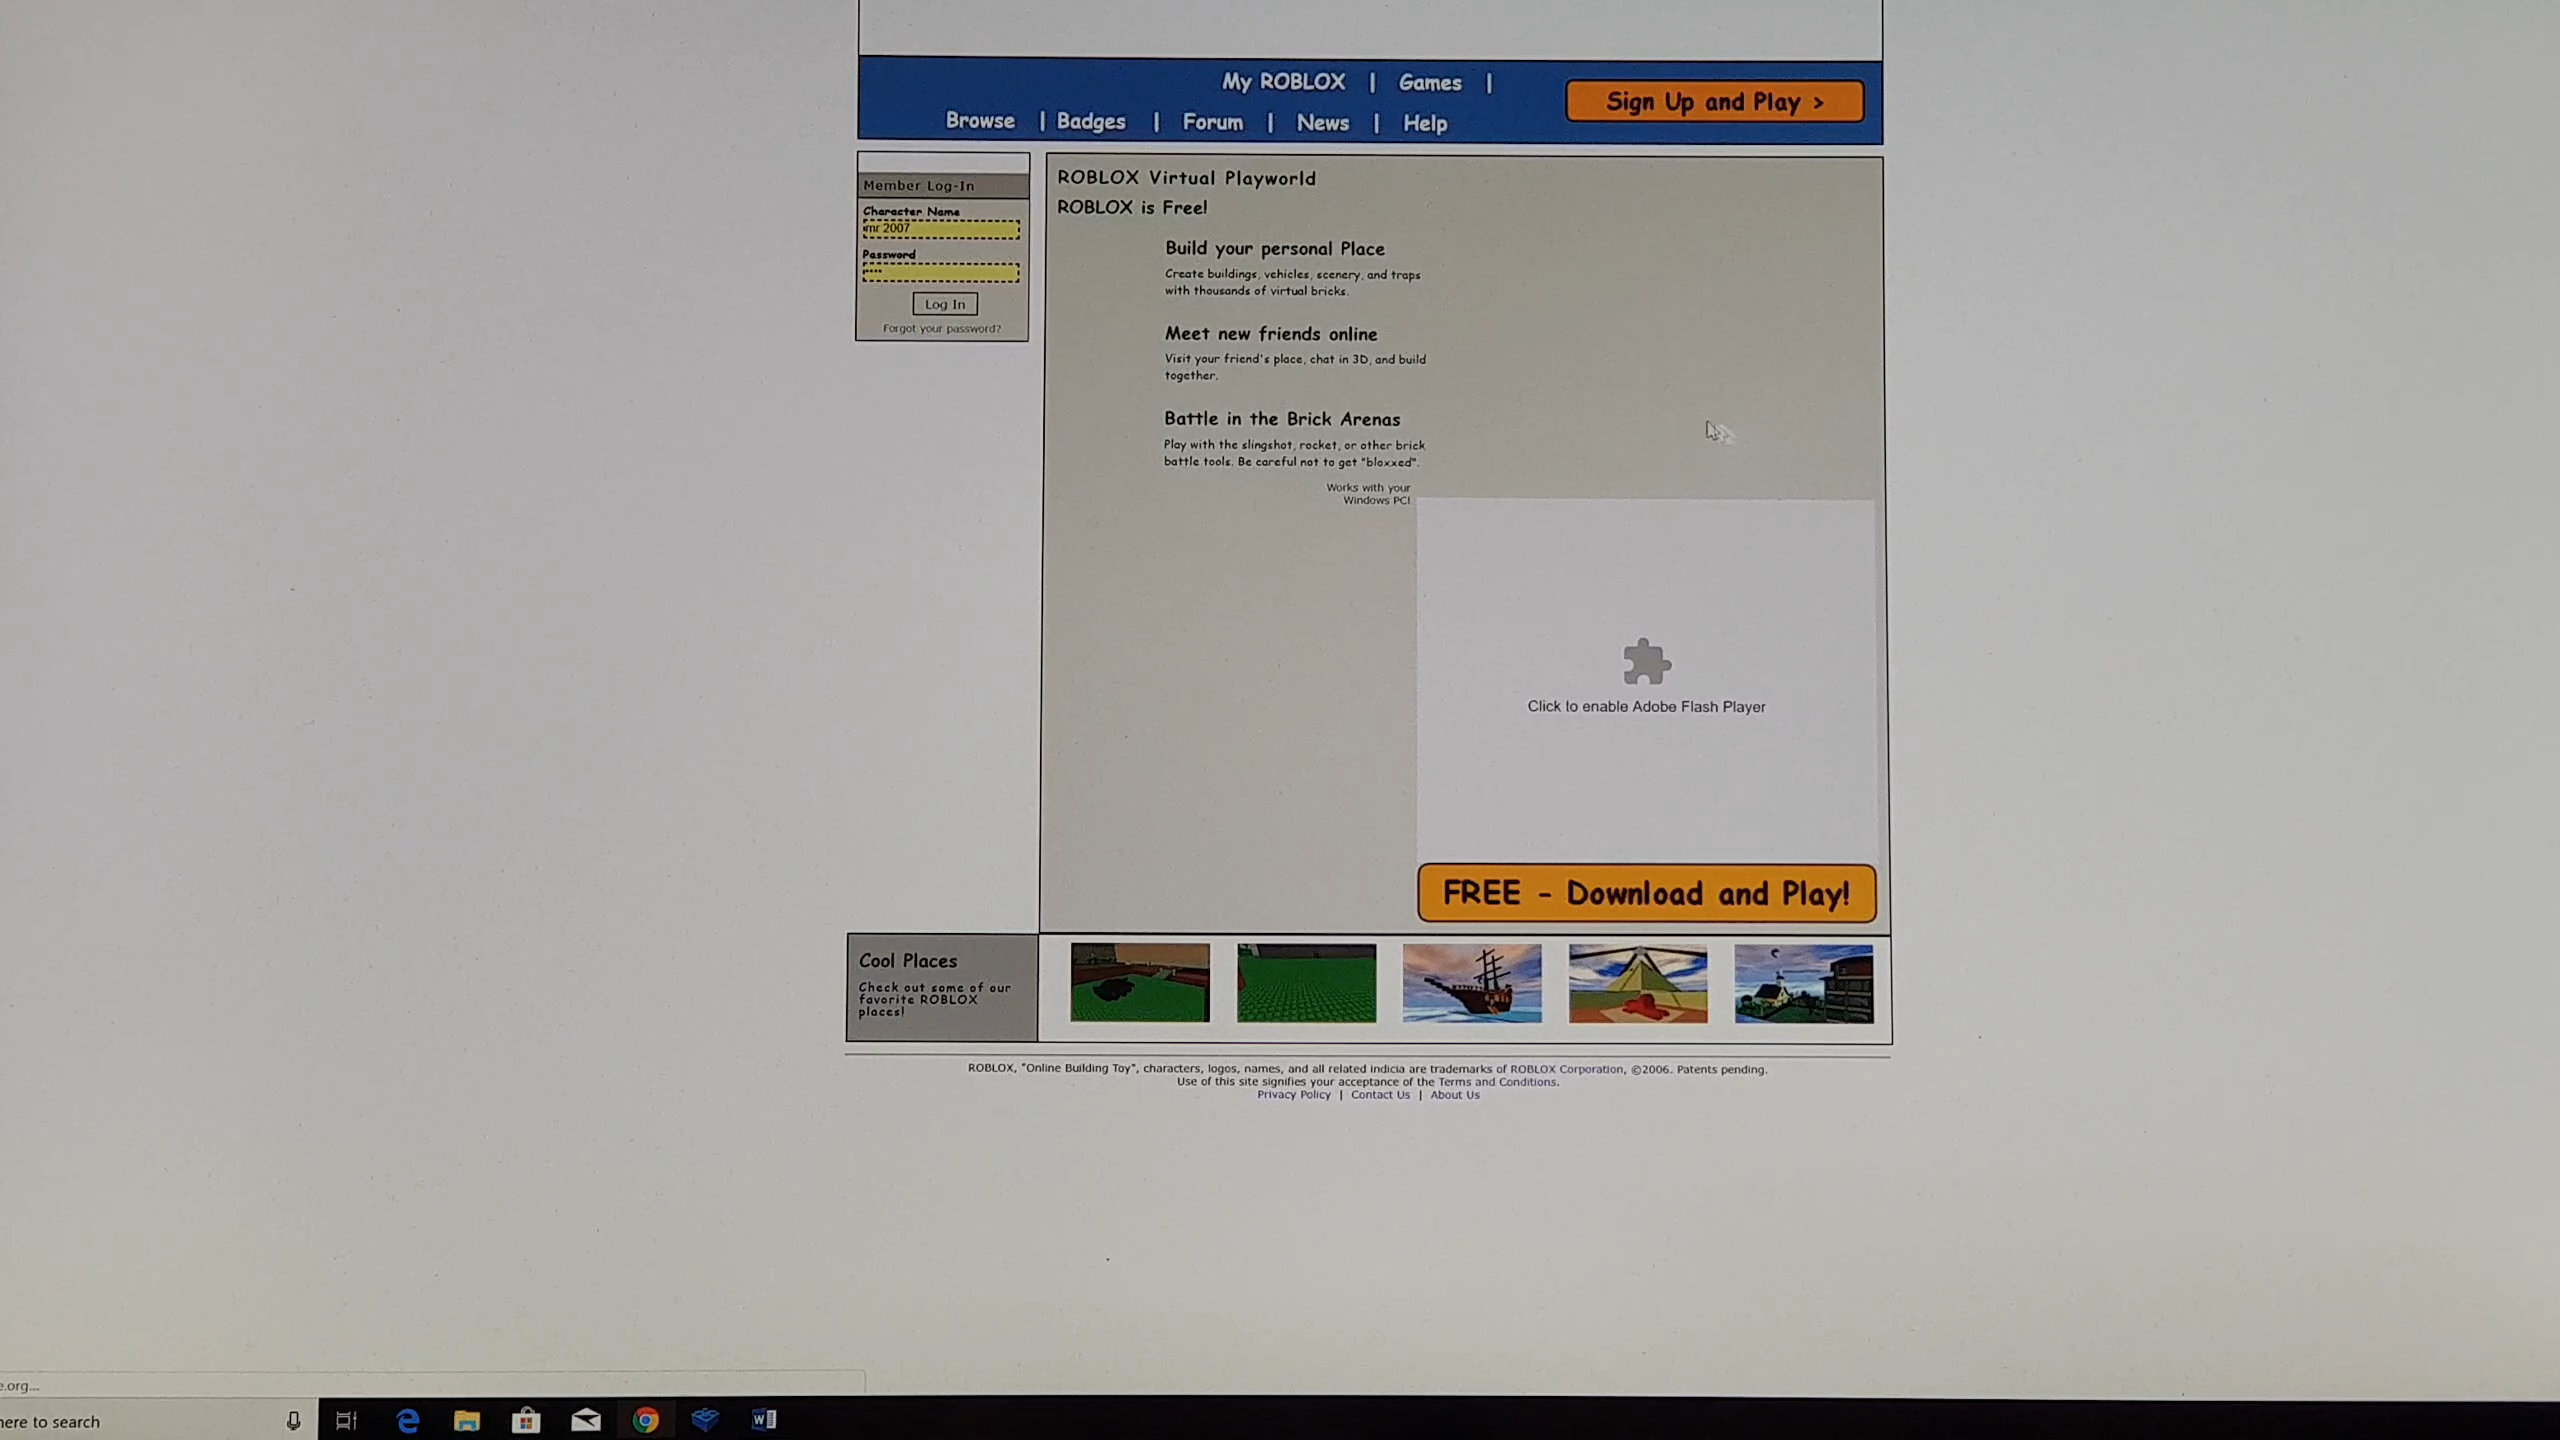 My ROBLOX | Games |
Sign Up and Play >
Browse | Badges | Forum | News | Help
Member Log-In
Character Name
mr 2007
Password
Log In
Forgot your password?
ROBLOX Virtual Playworld
ROBLOX is Free!
Build your personal Place
Create buildings, vehicles, scenery, and traps
with thousands of virtual bricks.
Meet new friends online
Visit your friend's place, chat in 3D, and build
together.
Battle in the Brick Arenas
Play with the slingshot, rocket, or other brick
battle tools. Be careful not to get "bloxxed".
Works with your
Windows PC!
Click to enable Adobe Flash Player
FREE - Download and Play!
Cool Places
Check out some of our
favorite ROBLOX
places!
ROBLOX, "Online Building Toy", characters, logos, names, and all related indicia are trademarks of ROBLOX Corporation, ©2006. Patents pending.
Use of this site signifies your acceptance of the Terms and Conditions.
Privacy Policy | Contact Us | About Us
e.org...
here to search
W